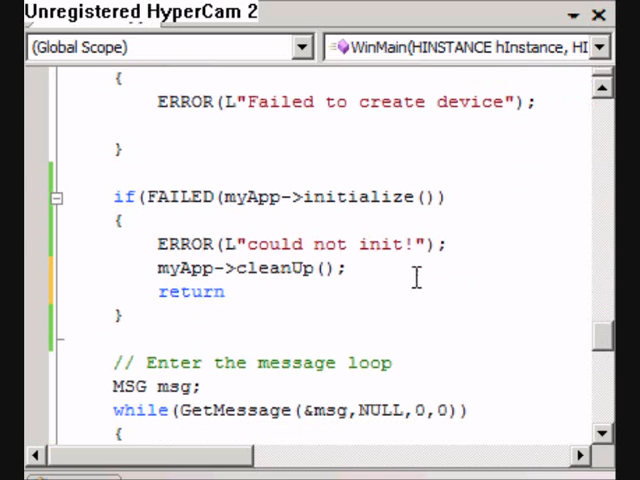 Unregistered HyperCam 2
(Global Scope)
WinMain(HINSTANCE hInstance, HI
{
ERROR(L"Failed to create device");
}
if(FAILED(myApp->initialize())
{
ERROR(L"could not init!");
myApp->cleanUp();
return
}
// Enter the message loop
MSG msg;
while(GetMessage(&msg,NULL,0,0))
{